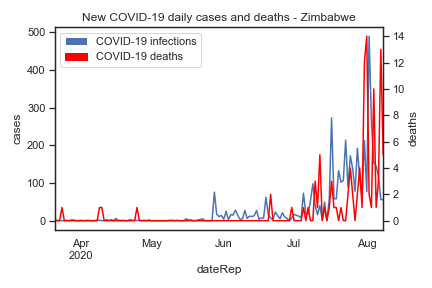 New COVID-19 daily cases and deaths - Zimbabwe
COVID-19 infections
COVID-19 deaths
500
400
300
200
100
0
cases
14
12
10
8
6
4
2
0
deaths
Apr
2020
May
Jun
Jul
Aug
dateRep